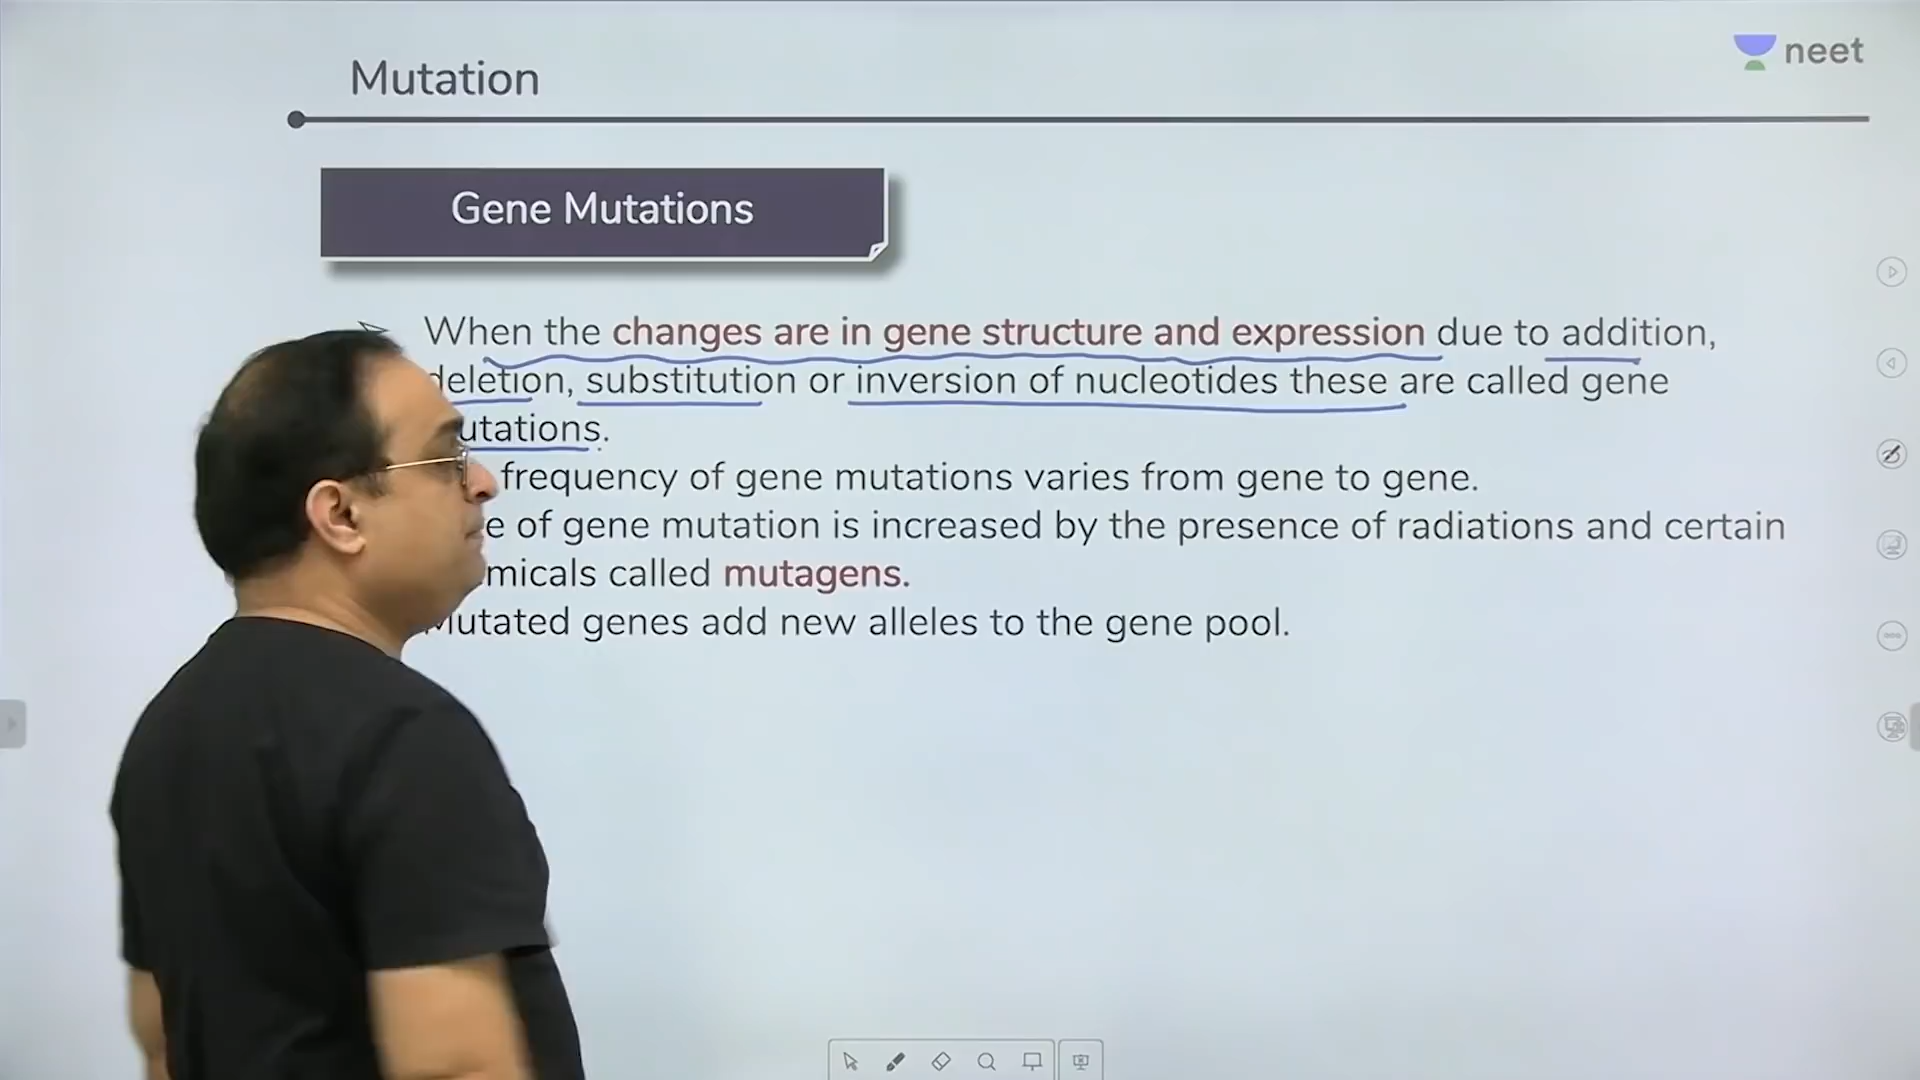 neet
Mutation
Gene Mutations
When the changes are in gene structure and expression due to addition,
deletion, substitution or inversion of nucleotides these are called gene
utations.
frequency of gene mutations varies from gene to gene.
e of gene mutation is increased by the presence of radiations and certain
micals called mutagens.
Mutated genes add new alleles to the gene pool.